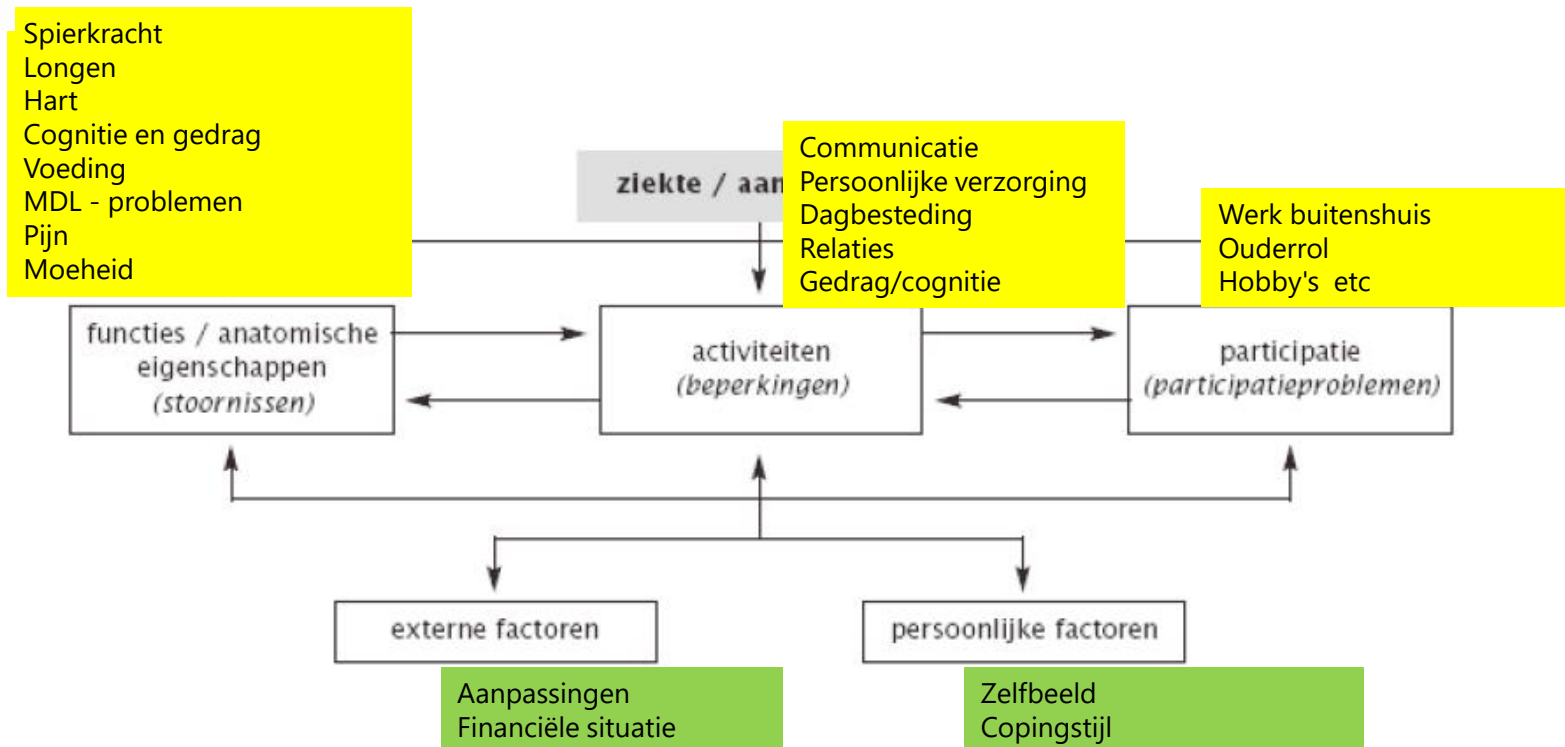 Spierkracht
Longen
Hart
Cognitie en gedrag
Voeding
MDL - problemen
Pijn
Moeheid
ziekte /
Communicatie
Persoonlijke verzorging
Dagbesteding
Relaties
Gedrag/cognitie
Werk buitenshuis
Ouderrol
Hobby's etc
functies / anatomische
eigenschappen
(stoornissen)
activiteiten
(beperkingen)
participatie
(participatieproblemen)
externe factoren
persoonlijke factoren
Aanpassingen
Financiële situatie
Zelfbeeld
Copingstijl